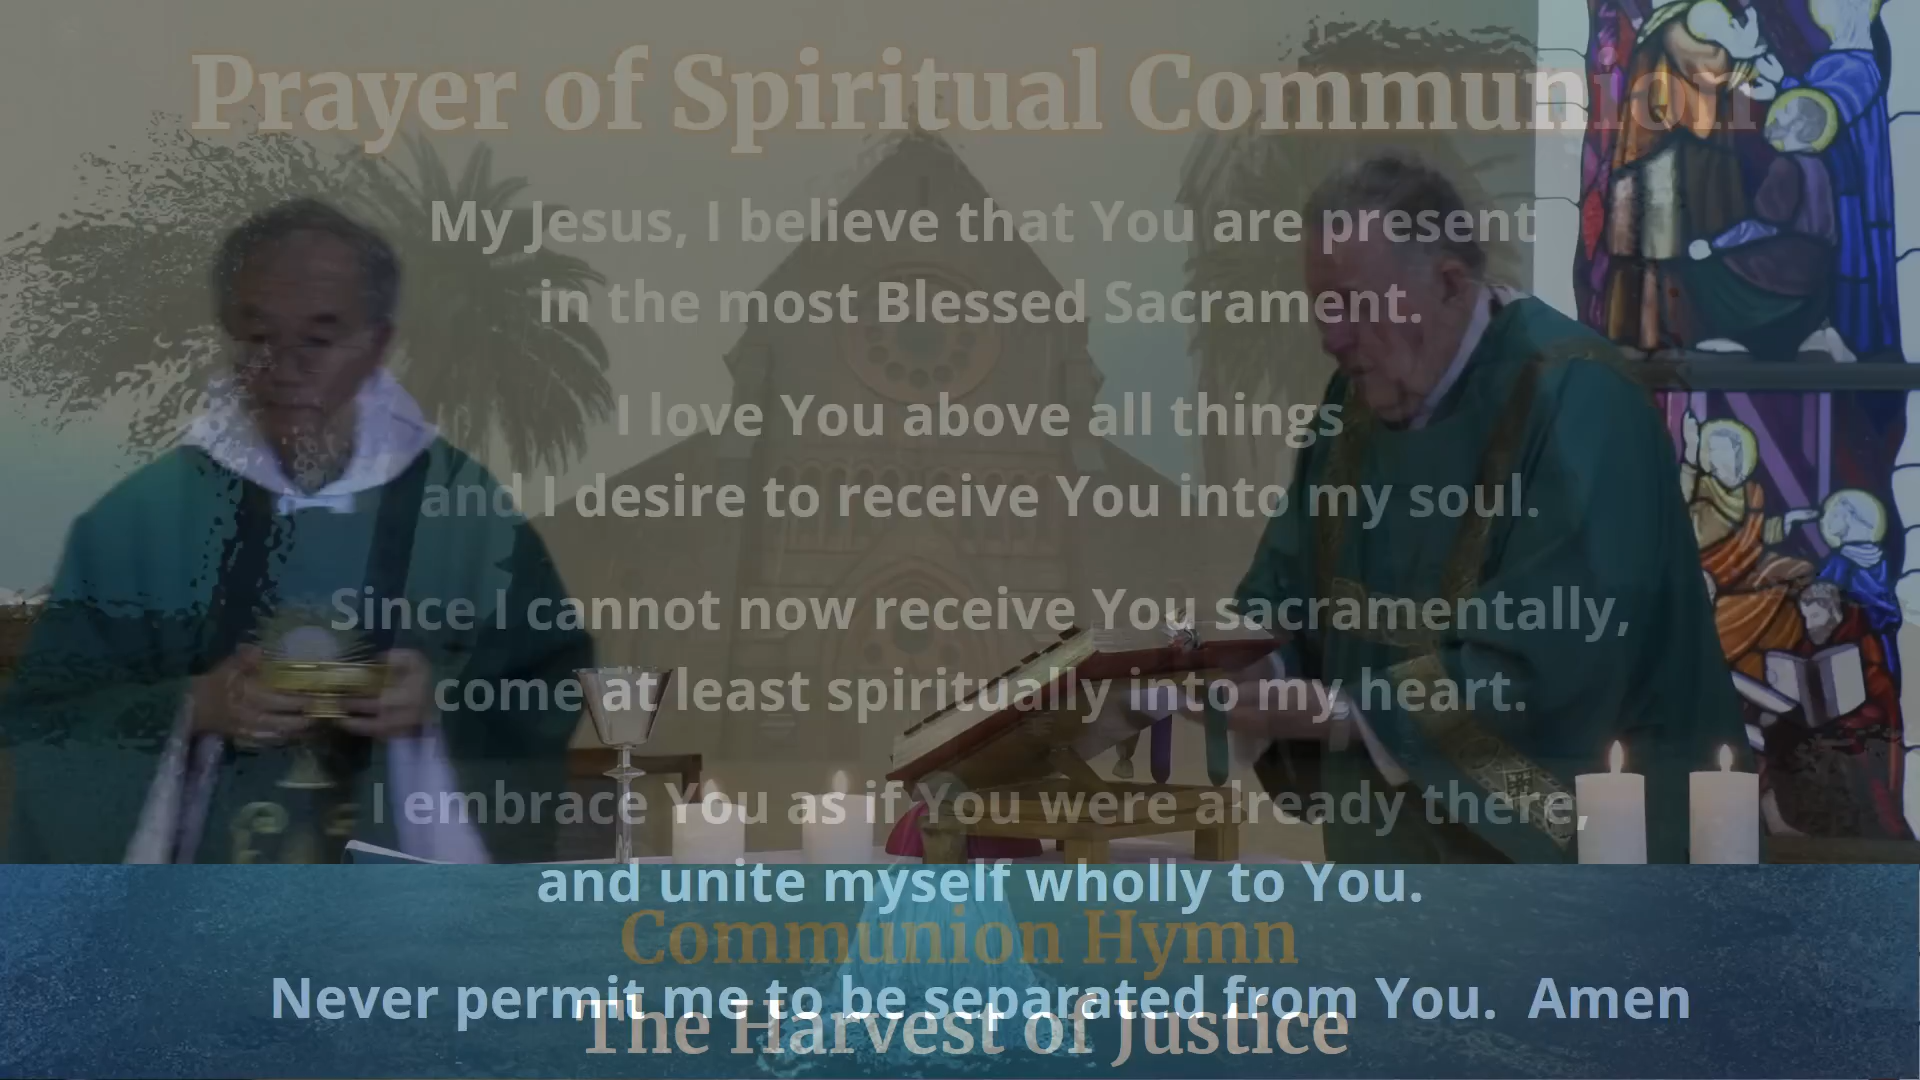 Prayer of Spiritual Communion
My Jesus, I believe that You are present
in the most Blessed Sacrament.
I love You above all things
and I desire to receive You into my soul.
Since I cannot now receive You sacramentally,
come at least spiritually into my heart.
I embrace You as if You were already there,
and unite myself wholly to You.
Communion Hymn
Never permit me to be separated from You. Amen
The Harvest of Justice